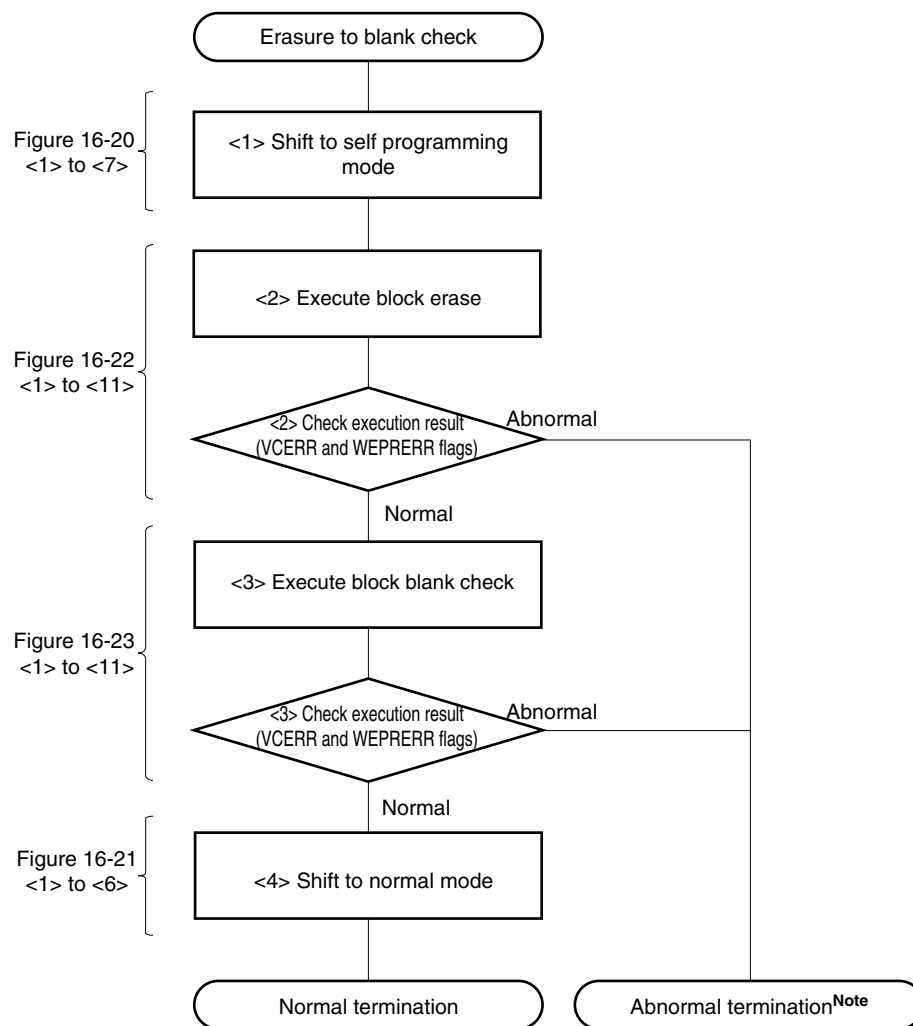 Erasure to blank check
Figure 16-20
<1> to <7>
<1> Shift to self programming
mode
<2> Execute block erase
Figure 16-22
<1> to <11>
<2> Check execution result
(VCERR and WEPRERR flags)
Abnormal
Normal
<3> Execute block blank check
Figure 16-23
<1> to <11>
<3> Check execution result
(VCERR and WEPRERR flags)
Abnormal
Normal
Figure 16-21
<1> to <6>
<4> Shift to normal mode
Normal termination
Abnormal termination Note